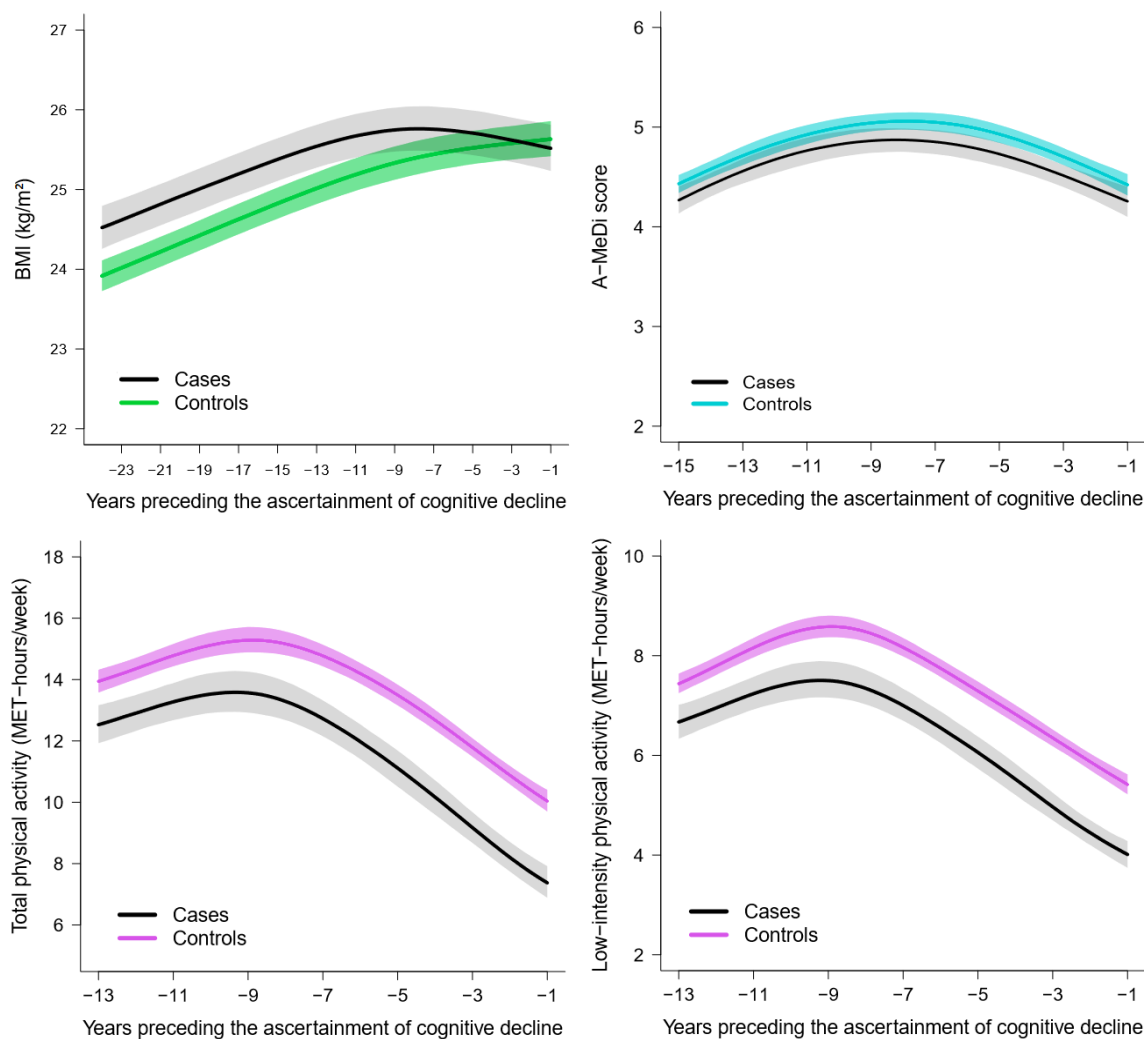 BMI (kg/m²)
27
26
25
24
23
22
Cases
Controls
−23 −21 −19 −17 −15 −13 −11 −9 −7 −5 −3 −1
Years preceding the ascertainment of cognitive decline
A−MeDi score
6
5
4
3
2
Cases
Controls
−15 −13 −11 −9 −7 −5 −3 −1
Years preceding the ascertainment of cognitive decline
Total physical activity (MET−hours/week)
18
16
14
12
10
8
6
Cases
Controls
−13 −11 −9 −7 −5 −3 −1
Years preceding the ascertainment of cognitive decline
Low−intensity physical activity (MET−hours/week)
10
8
6
4
2
Cases
Controls
−13 −11 −9 −7 −5 −3 −1
Years preceding the ascertainment of cognitive decline